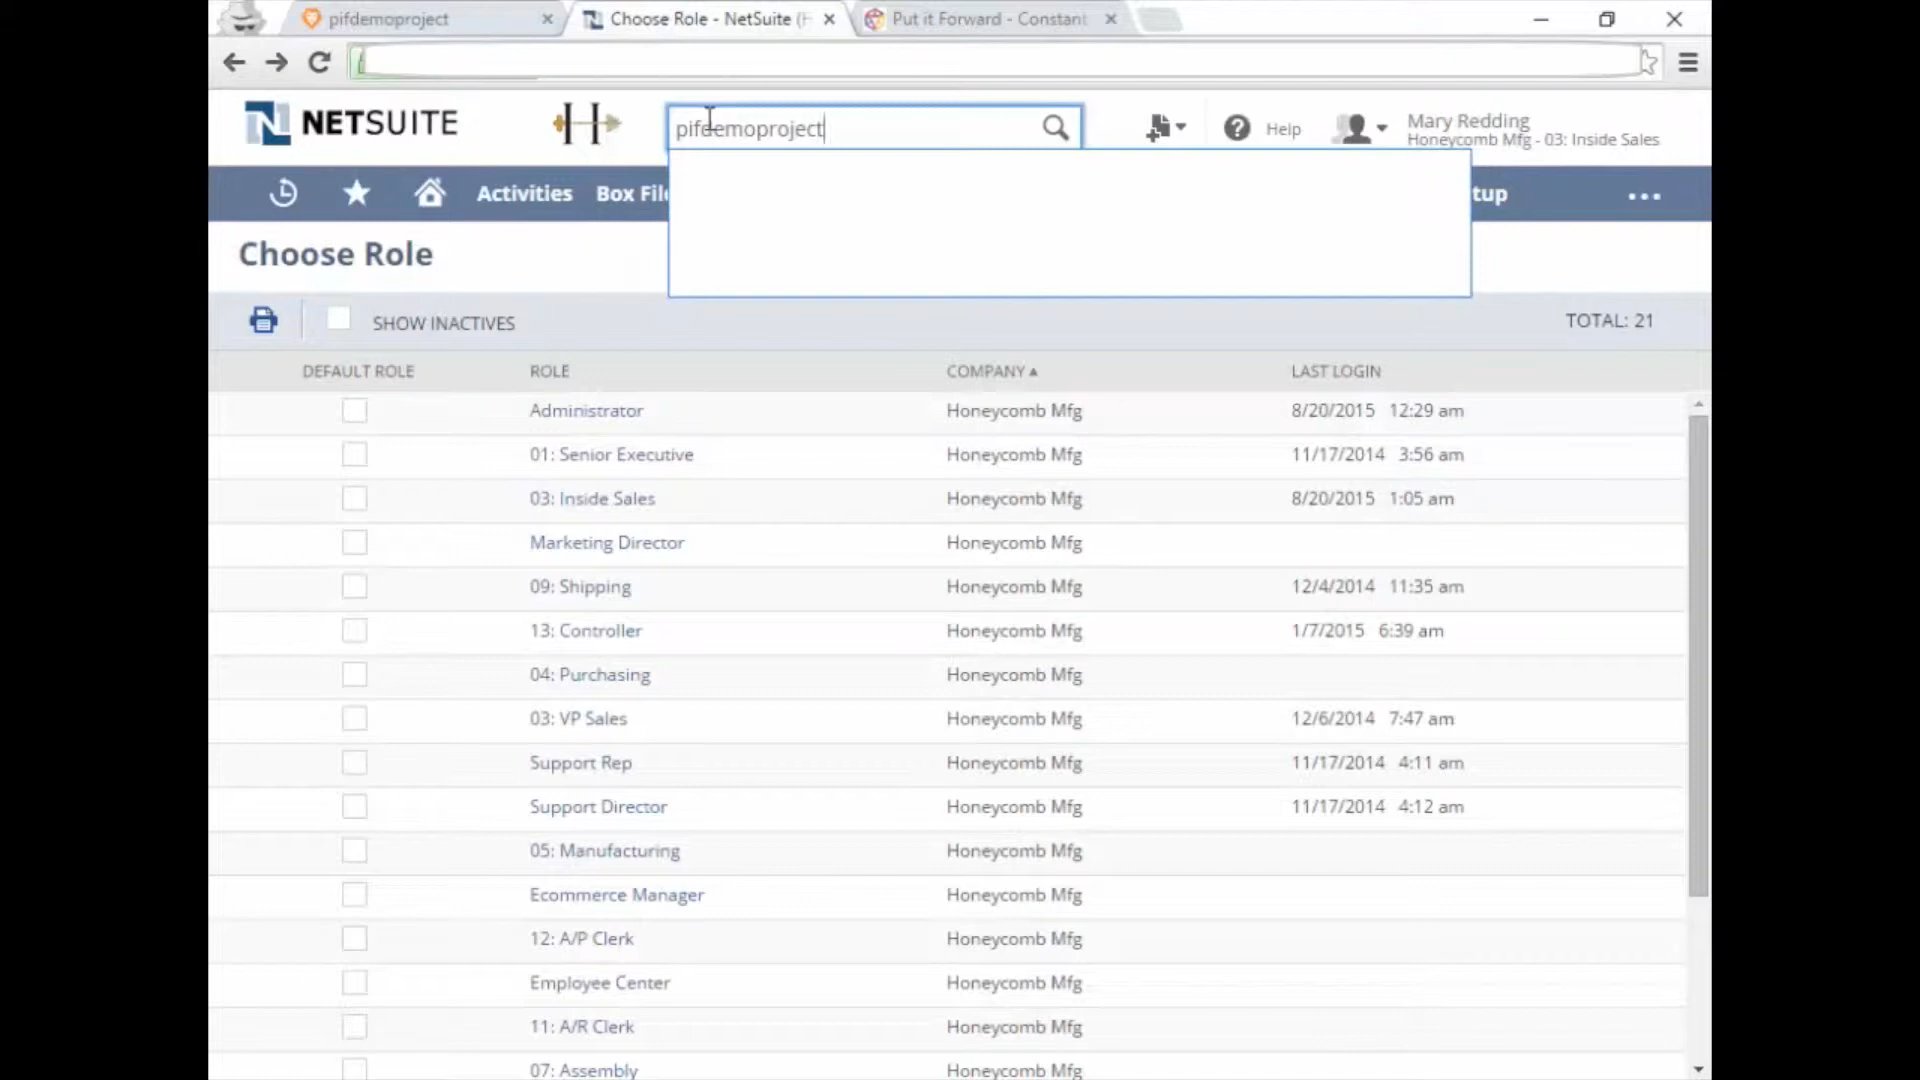 pifdemoproject
Choose Role - NetSuite (H
Put it Forward - Constant
NETSUITE
H
pifdemoproject
Help
Mary Redding
Honeycomb Mfg - 03: Inside Sales
Activities
Box File
tup
Choose Role
SHOW INACTIVES
TOTAL: 21
DEFAULT ROLE ROLE COMPANY ▲ LAST LOGIN
Administrator Honeycomb Mfg 8/20/2015 12:29 am
01: Senior Executive Honeycomb Mfg 11/17/2014 3:56 am
03: Inside Sales Honeycomb Mfg 8/20/2015 1:05 am
Marketing Director Honeycomb Mfg
09: Shipping Honeycomb Mfg 12/4/2014 11:35 am
13: Controller Honeycomb Mfg 1/7/2015 6:39 am
04: Purchasing Honeycomb Mfg
03: VP Sales Honeycomb Mfg 12/6/2014 7:47 am
Support Rep Honeycomb Mfg 11/17/2014 4:11 am
Support Director Honeycomb Mfg 11/17/2014 4:12 am
05: Manufacturing Honeycomb Mfg
Ecommerce Manager Honeycomb Mfg
12: A/P Clerk Honeycomb Mfg
Employee Center Honeycomb Mfg
11: A/R Clerk Honeycomb Mfg
07: Assembly Honeycomb Mfg